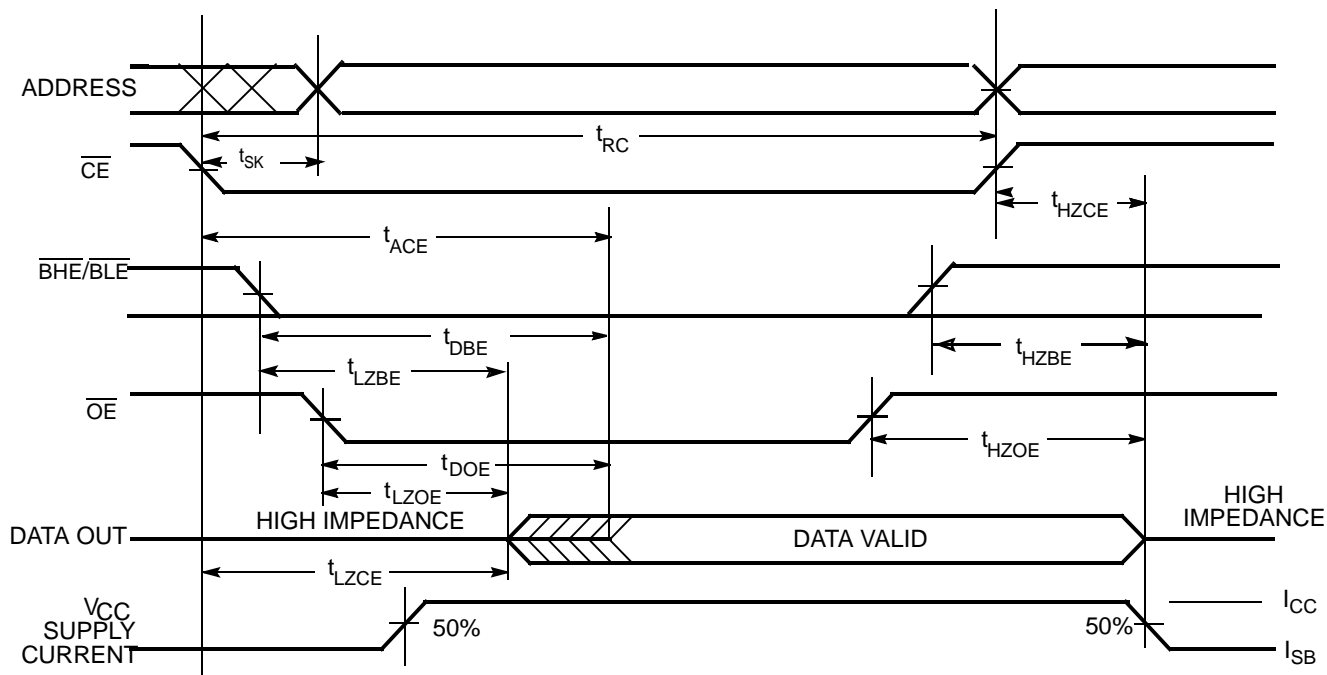 ADDRESS
tRC
tSK
CE
tHZCE
tACE
BHE/BLE
tDBE
tHZBE
tLZBE
OE
tHZOE
tDOE
tLZOE
HIGH IMPEDANCE
HIGH
IMPEDANCE
DATA OUT
DATA VALID
tLZCE
VCC
SUPPLY
CURRENT
50%
50%
ICC
ISB